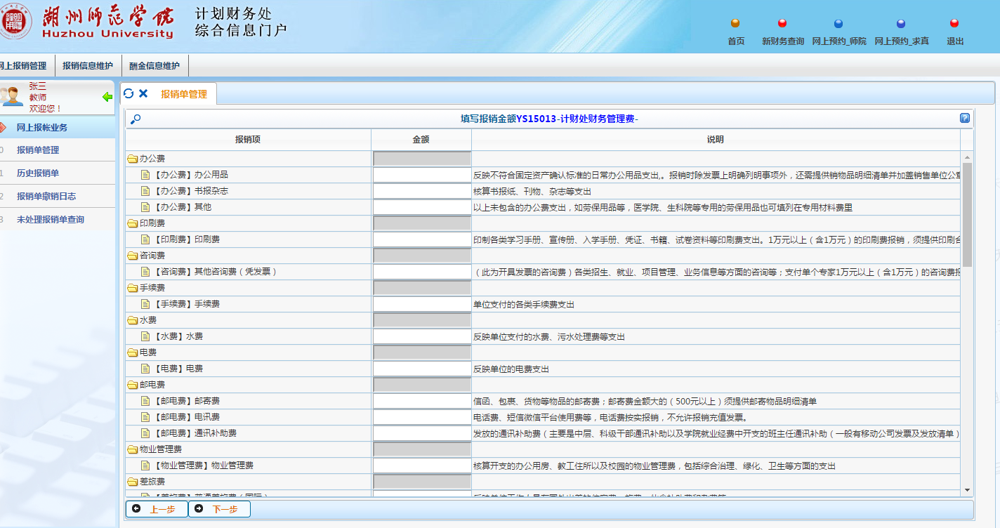 湖州师范学院
Huzhou University
计划财务处
综合信息门户
首页 新财务查询 网上预约_师院 网上预约_求真 退出
网上报销管理 报销信息维护 酬金信息维护
张三
教师
欢迎您！
网上报帐业务
0 报销单管理
1 历史报销单
2 报销单撤销日志
3 未处理报销单查询
报销单管理
填写报销金额YS15013-计财处财务管理费-
报销项 金额 说明
办公费
【办公费】办公用品 反映不符合固定资产确认标准的日常办公用品支出,。报销时除发票上明确列明事项外，还需提供销物品明细清单并加盖销售单位公章
【办公费】书报杂志 核算书报纸、刊物、杂志等支出
【办公费】其他 以上未包含的办公费支出，如劳保用品等，医学院、生科院等专用的劳保用品也可填列在专用材料费里
印刷费
【印刷费】印刷费 印制各类学习手册、宣传册、入学手册、凭证、书籍、试卷资料等印刷费支出。1万元以上（含1万元）的印刷费报销，须提供印刷合
咨询费
【咨询费】其他咨询费（凭发票） （此为开具发票的咨询费）各类招生、就业、项目管理、业务信息等方面的咨询等；支付单个专家1万元以上（含1万元）的咨询费报
手续费
【手续费】手续费 单位支付的各类手续费支出
水费
【水费】水费 反映单位支付的水费、污水处理费等支出
电费
【电费】电费 反映单位的电费支出
邮电费
【邮电费】邮寄费 信函、包裹、货物等物品的邮寄费；邮寄费金额大的（500元以上）须提供邮寄物品明细清单
【邮电费】电讯费 电话费、短信微信平台使用费等，电话费按实报销，不允许报销充值发票。
【邮电费】通讯补助费 发放的通讯补助费（主要是中层、科级干部通讯补助以及学院就业经费中开支的班主任通讯补助（一般有移动公司发票及发放清单）
物业管理费
【物业管理费】物业管理费 核算开支的办公用房、教工住所以及校园的物业管理费，包括综合治理、绿化、卫生等方面的支出
差旅费
上一步 下一步